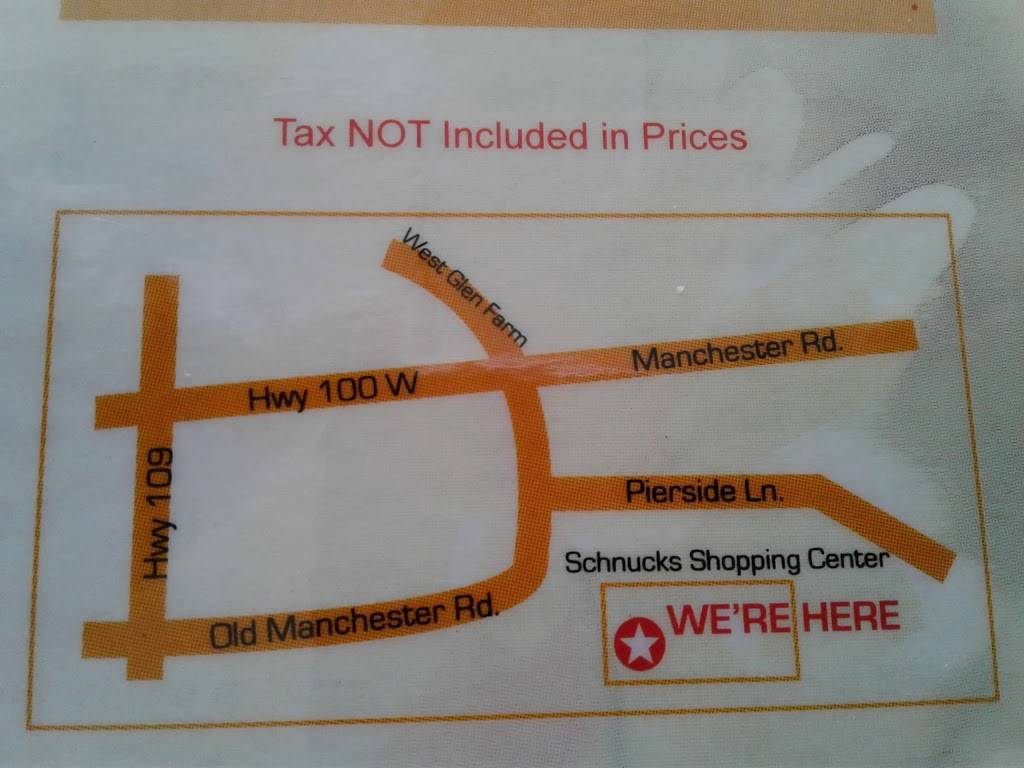 Tax NOT Included in Prices
West Glen Farm
Manchester Rd.
Hwy 100 W
Hwy 109
Pierside Ln.
Schnucks Shopping Center
WE'RE HERE
Old Manchester Rd.